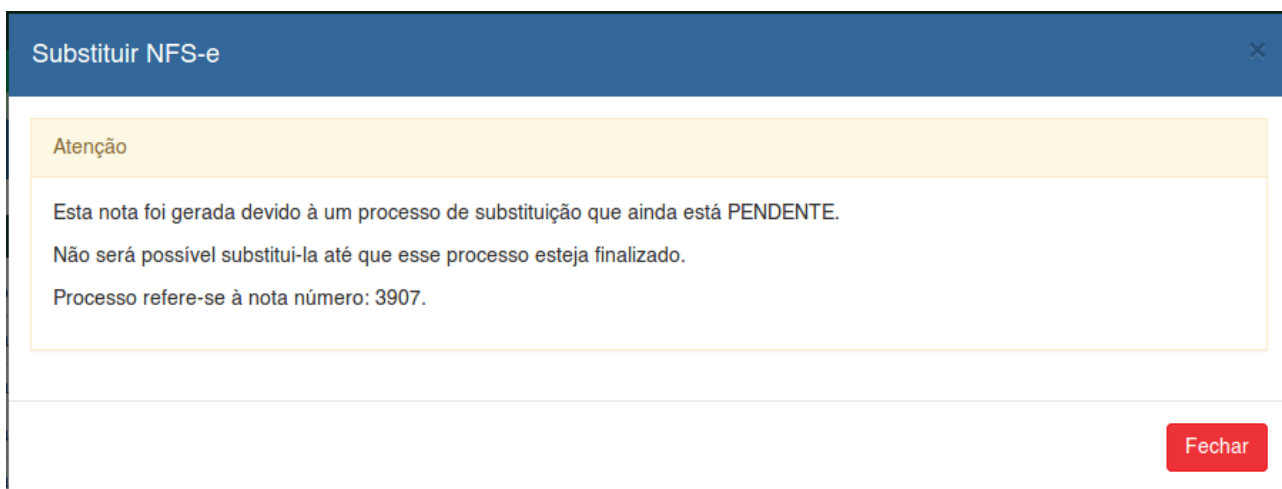 Substituir NFS-e
×
Atenção
Esta nota foi gerada devido à um processo de substituição que ainda está PENDENTE.
Não será possível substitui-la até que esse processo esteja finalizado.
Processo refere-se à nota número: 3907.
Fechar